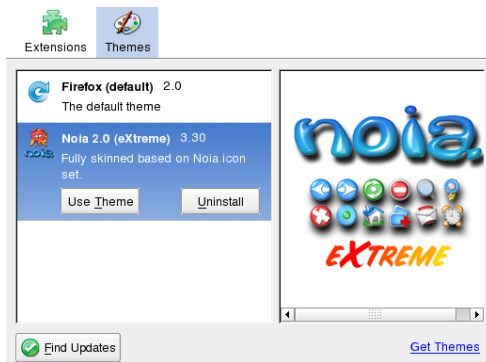 Extensions
Themes
Firefox (default) 2.0
The default theme
Noia 2.0 (eXtreme) 3.30
Fully skinned based on Noia icon
set.
Use Theme
Uninstall
noia
noia
eXTREME
Find Updates
Get Themes